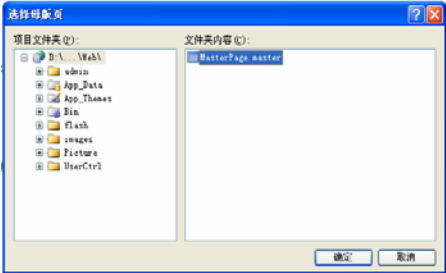 选择母版页
项目文件夹(P):
文件夹内容(C):
D:\...\Web\
MasterPage.master
admin
App_Data
App_Themes
Bin
flash
images
Picture
UserCtrl
确定
取消